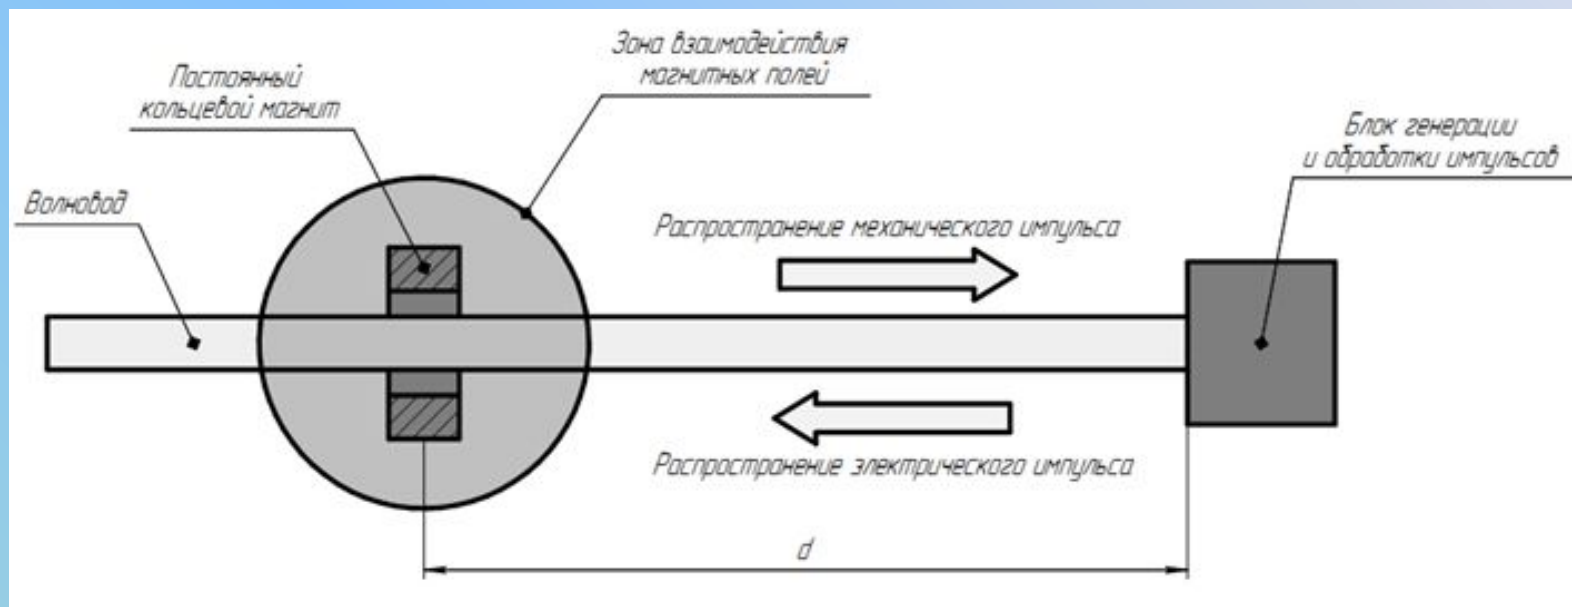 Зона взаимодействия
магнитных полей
Постоянный
кольцевой магнит
Блок генерации
и обработки импульсов
Волновод
Распространение механического импульса
Распространение электрического импульса
d